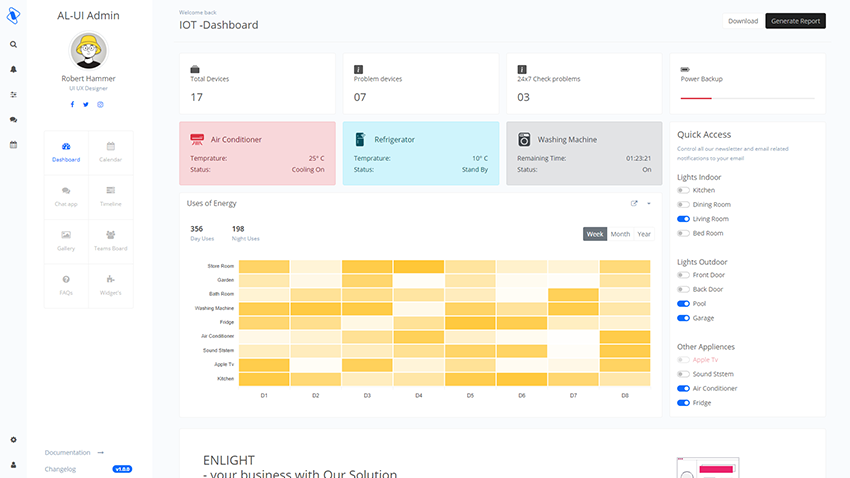 AL-UI Admin
Robert Hammer
UI UX Designer
Dashboard
Calendar
Chat app
Timeline
Gallery
Teams Board
FAQs
Widget's
Documentation
Changelog
v1.0.0
Welcome back
IOT -Dashboard
Download
Generate Report
Total Devices
17
Problem devices
07
24x7 Check problems
03
Power Backup
Air Conditioner
Temprature: 25° C
Status: Cooling On
Refrigerator
Temprature: 10° C
Status: Stand By
Washing Machine
Remaining Time: 01:23:21
Status: On
Uses of Energy
356
Day Uses
198
Night Uses
Week Month Year
Store Room
Garden
Bath Room
Washing Machine
Fridge
Air Conditioner
Sound Ststem
Apple Tv
Kitchen
D1 D2 D3 D4 D5 D6 D7 D8
Quick Access
Control all our newsletter and email related
notifications to your email
Lights Indoor
Kitchen
Dining Room
Living Room
Bed Room
Lights Outdoor
Front Door
Back Door
Pool
Garage
Other Appliences
Apple Tv
Sound Ststem
Air Conditioner
Fridge
ENLIGHT
- your business with Our Solution